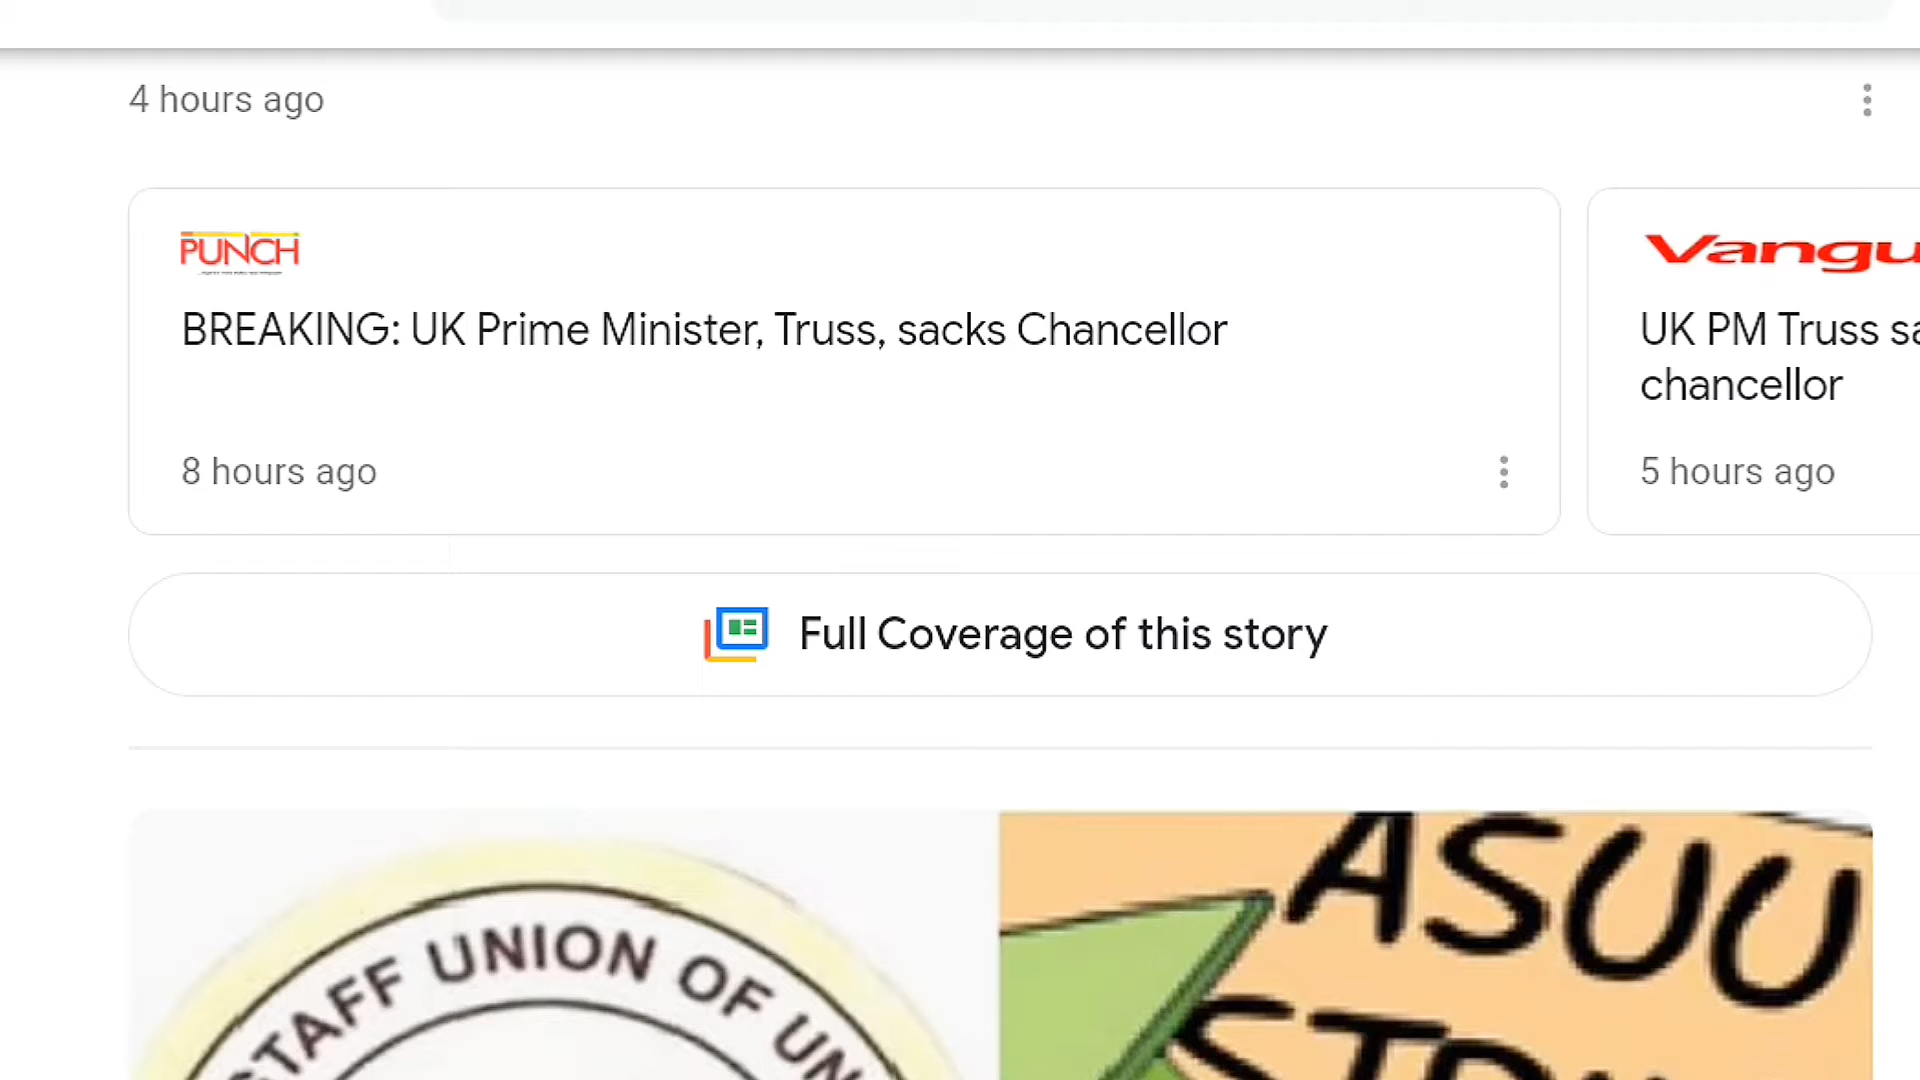 4 hours ago
PUNCH
BREAKING: UK Prime Minister, Truss, sacks Chancellor
8 hours ago
UK PM Truss
chancellor
5 hours ago
Full Coverage of this story
STAFF UNION OF
ASUU